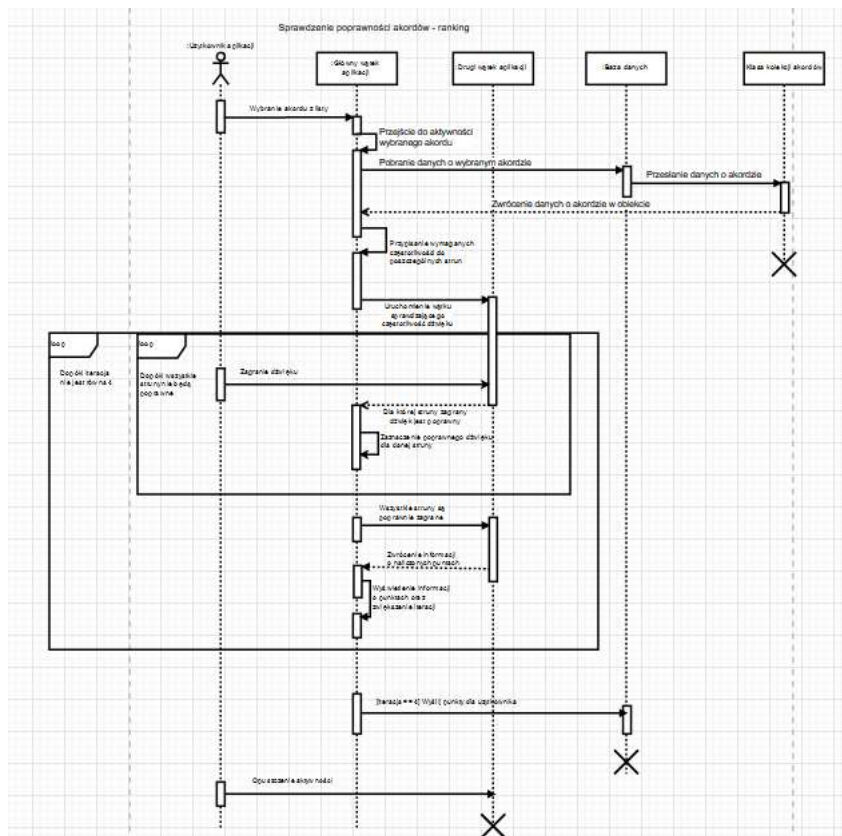 Sprawdzenie poprawności akordów - ranking
:Użytkownik aplikacji
:Główny wątek
aplikacji
:Drugi wątek aplikacji
:Baza danych
Klasa kolekcji akordów
Wybranie akordu z listy
Przejście do aktywności
wybranego akordu
Pobranie danych o wybranym akordzie
Przesłanie danych o akordzie
Zwrócenie danych o akordzie w obiekcie
Przypisanie wymaganych
częstotliwości do
poszczególnych strun
Uruchomienie wątku
sprawdzającego
częstotliwość dźwięku
loop
loop
Dopóki iteracja
nie jest równa 4
Dopóki wszystkie
struny nie będą
poprawne
Zagranie dźwięku
Dla której struny zagrany
dźwięk jest poprawny
Zaznaczenie poprawnego dźwięku
dla danej struny
Wszystkie struny są
poprawnie zagrane
Zwrócenie informacji
o naliczonych punktach
Wyświetlenie informacji
o punktach oraz
zwiększenie iteracji
[Iteracja == 4] Wyślij punkty dla użytkownika
Opuszczenie aktywności